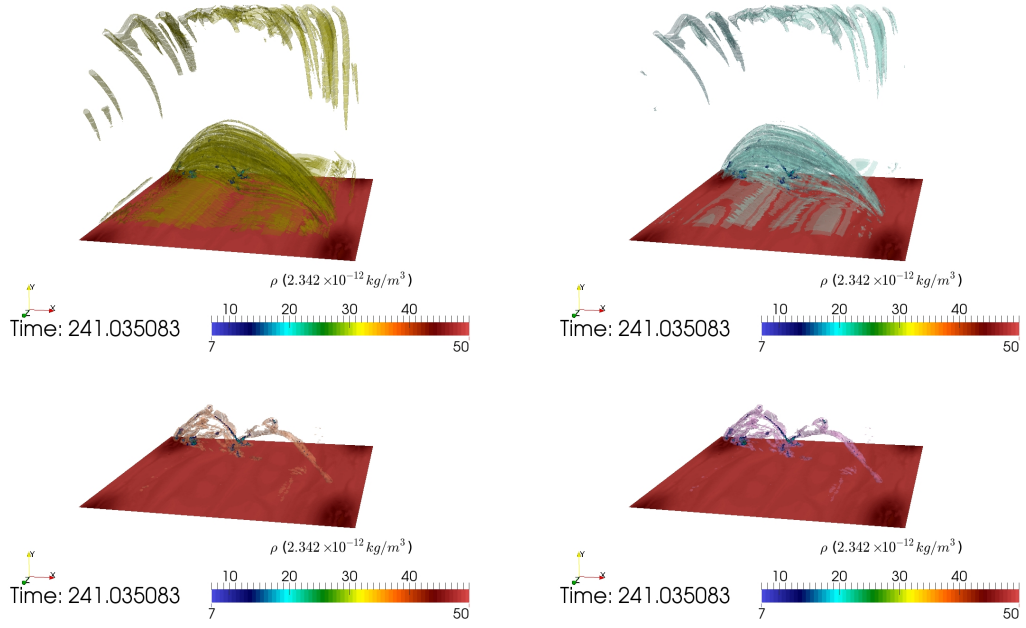 ρ (2.342 ×10⁻¹² kg/m³) ρ (2.342 ×10⁻¹² kg/m³)
Y Y
10 20 30 40 10 20 30 40
Z X Z X
Time: 241.035083 Time: 241.035083
7 50 7 50
ρ (2.342 ×10⁻¹² kg/m³) ρ (2.342 ×10⁻¹² kg/m³)
Y Y
10 20 30 40 10 20 30 40
Z X Z X
Time: 241.035083 Time: 241.035083
7 50 7 50